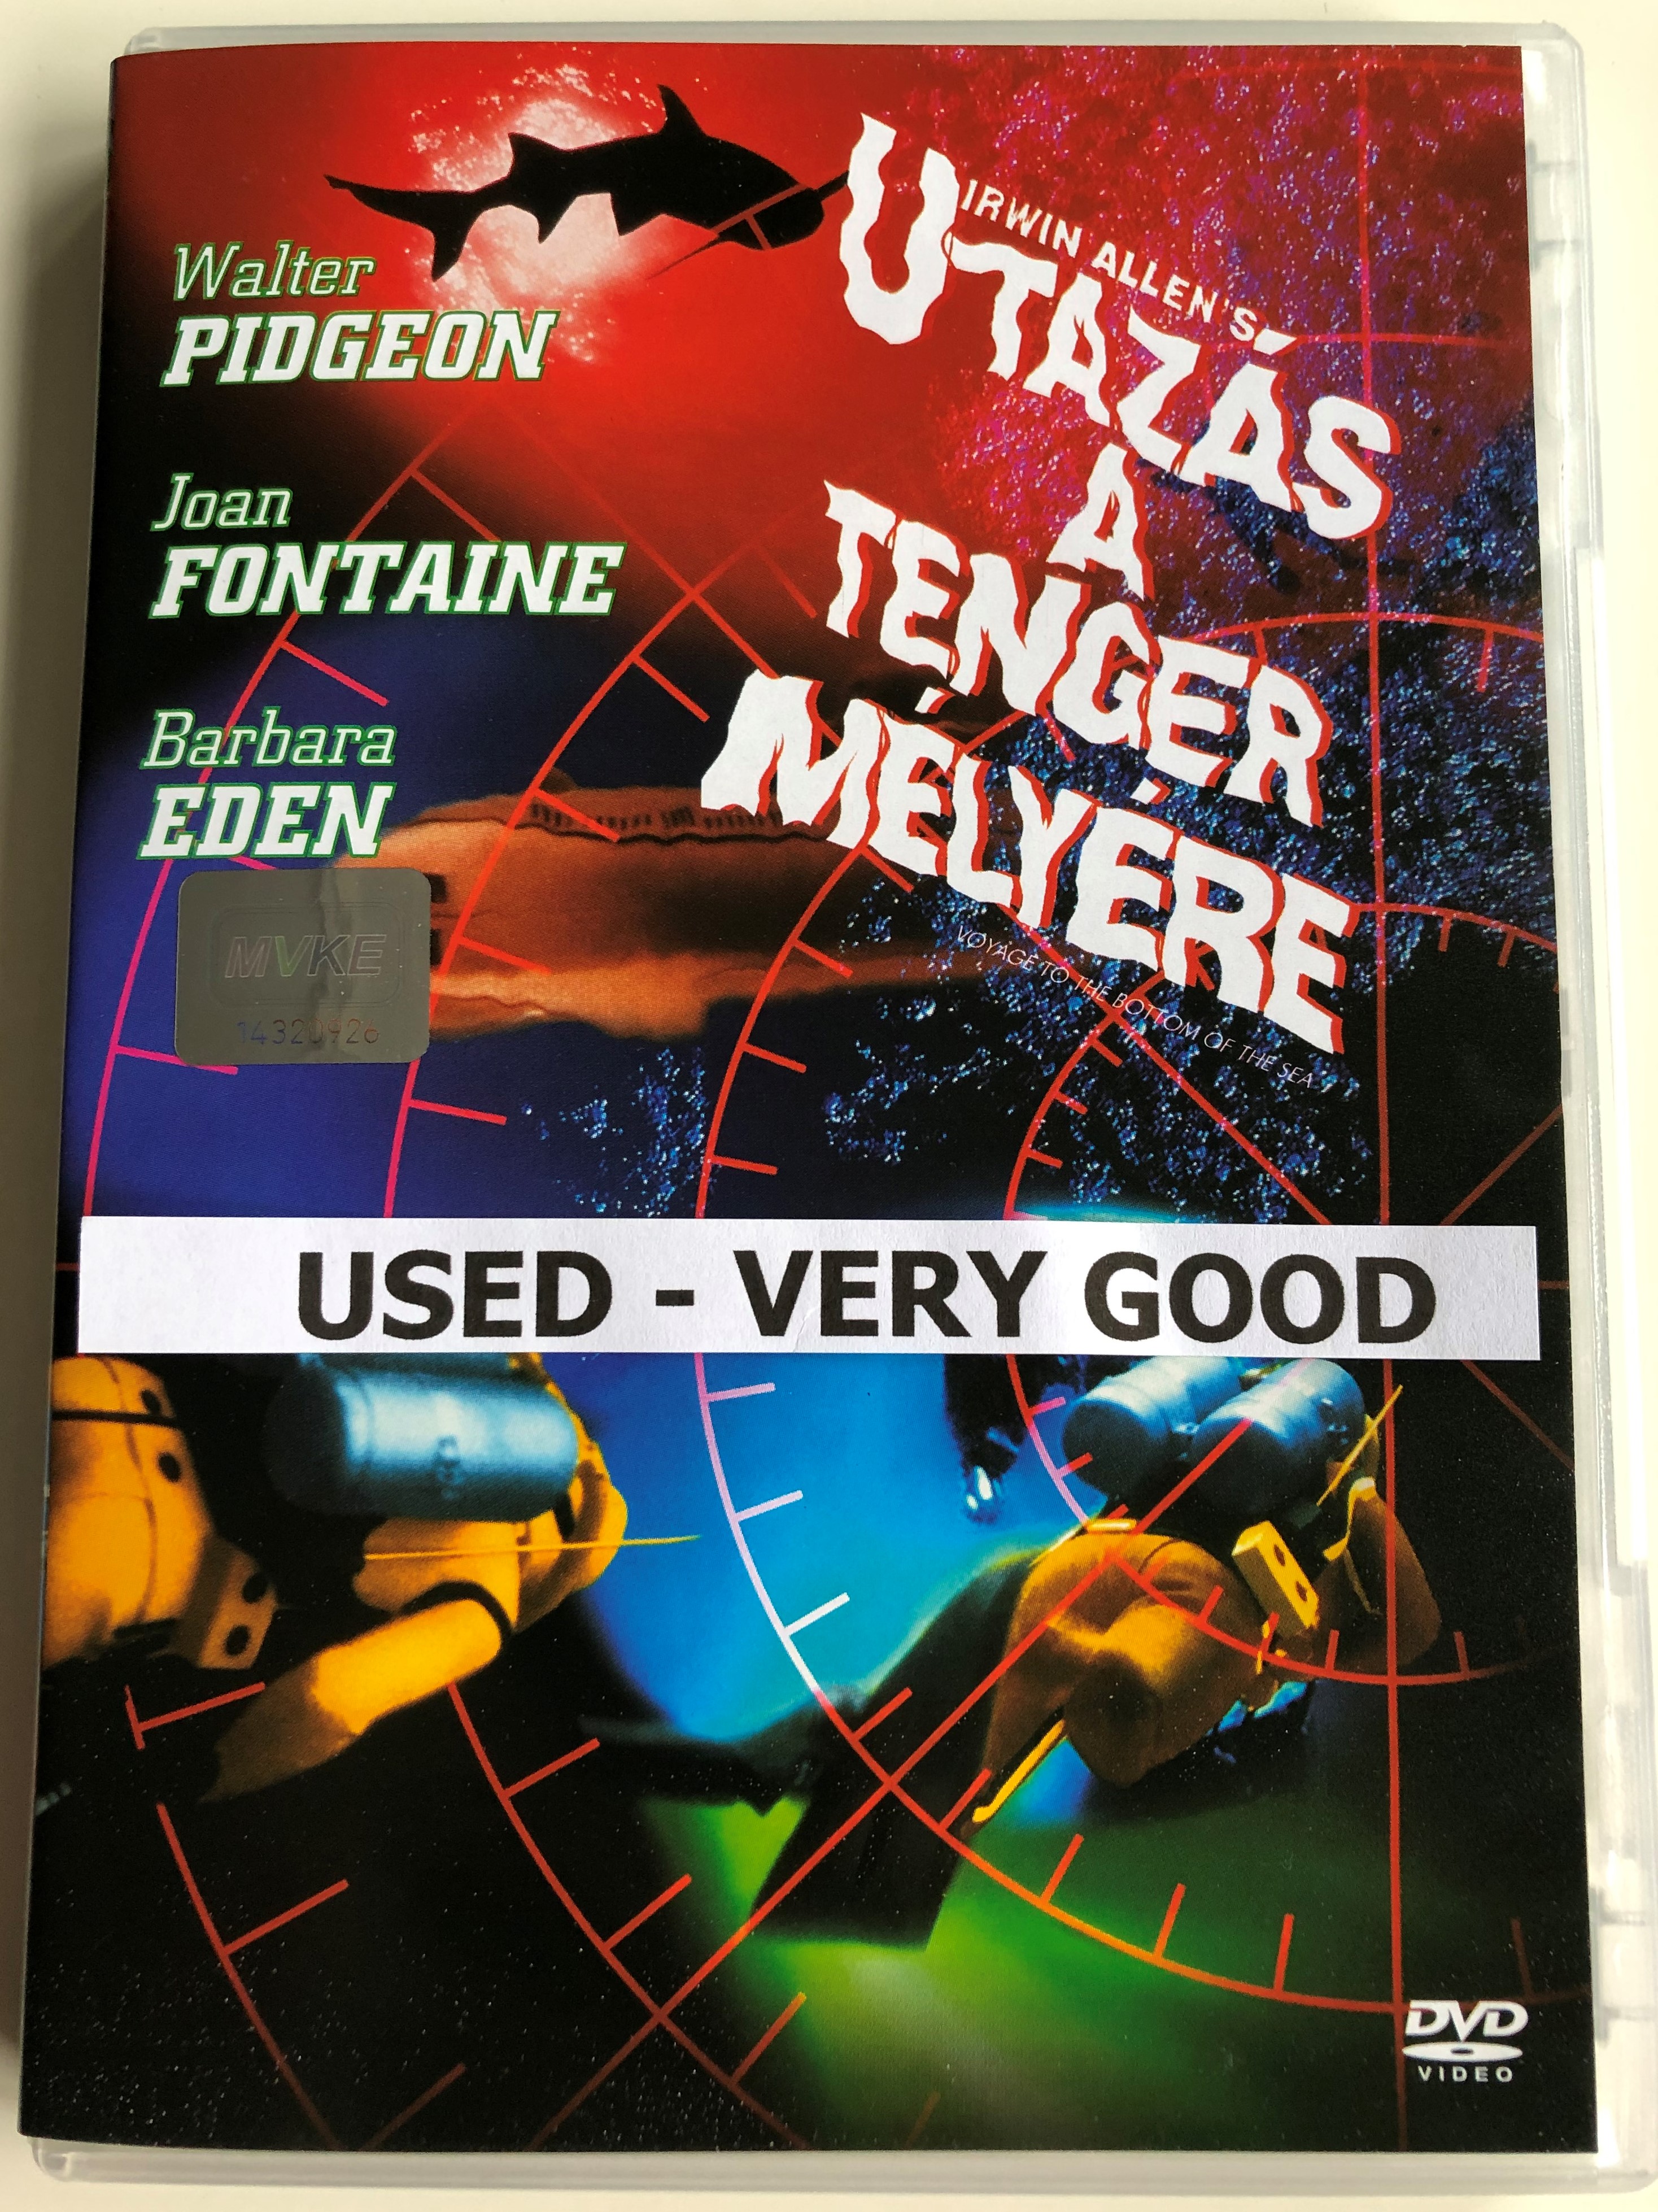 Walter
PIDGEON
Joan
FONTAINE
Barbara
EDEN
IRWIN ALLEN'S
UTAZÁS
A
TENGER
MÉLYÉRE
VOYAGE TO THE BOTTOM OF THE SEA
MVKE
14320926
USED - VERY GOOD
DVD
VIDEO